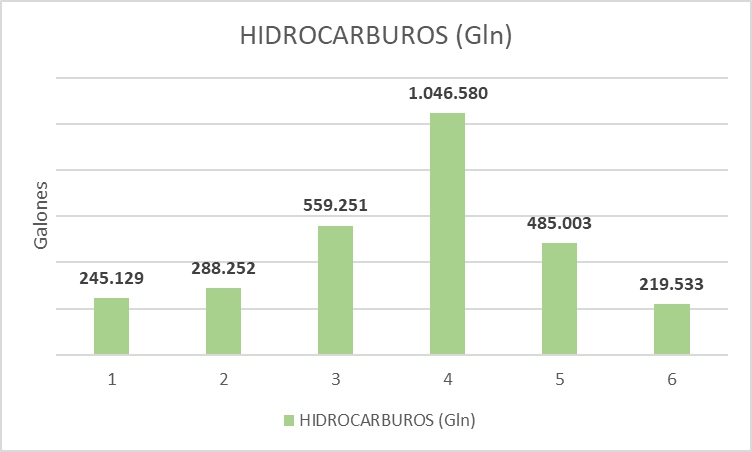 HIDROCARBUROS (Gln)
1.046.580
559.251
485.003
288.252
245.129
219.533
Galones
1 2 3 4 5 6
HIDROCARBUROS (Gln)